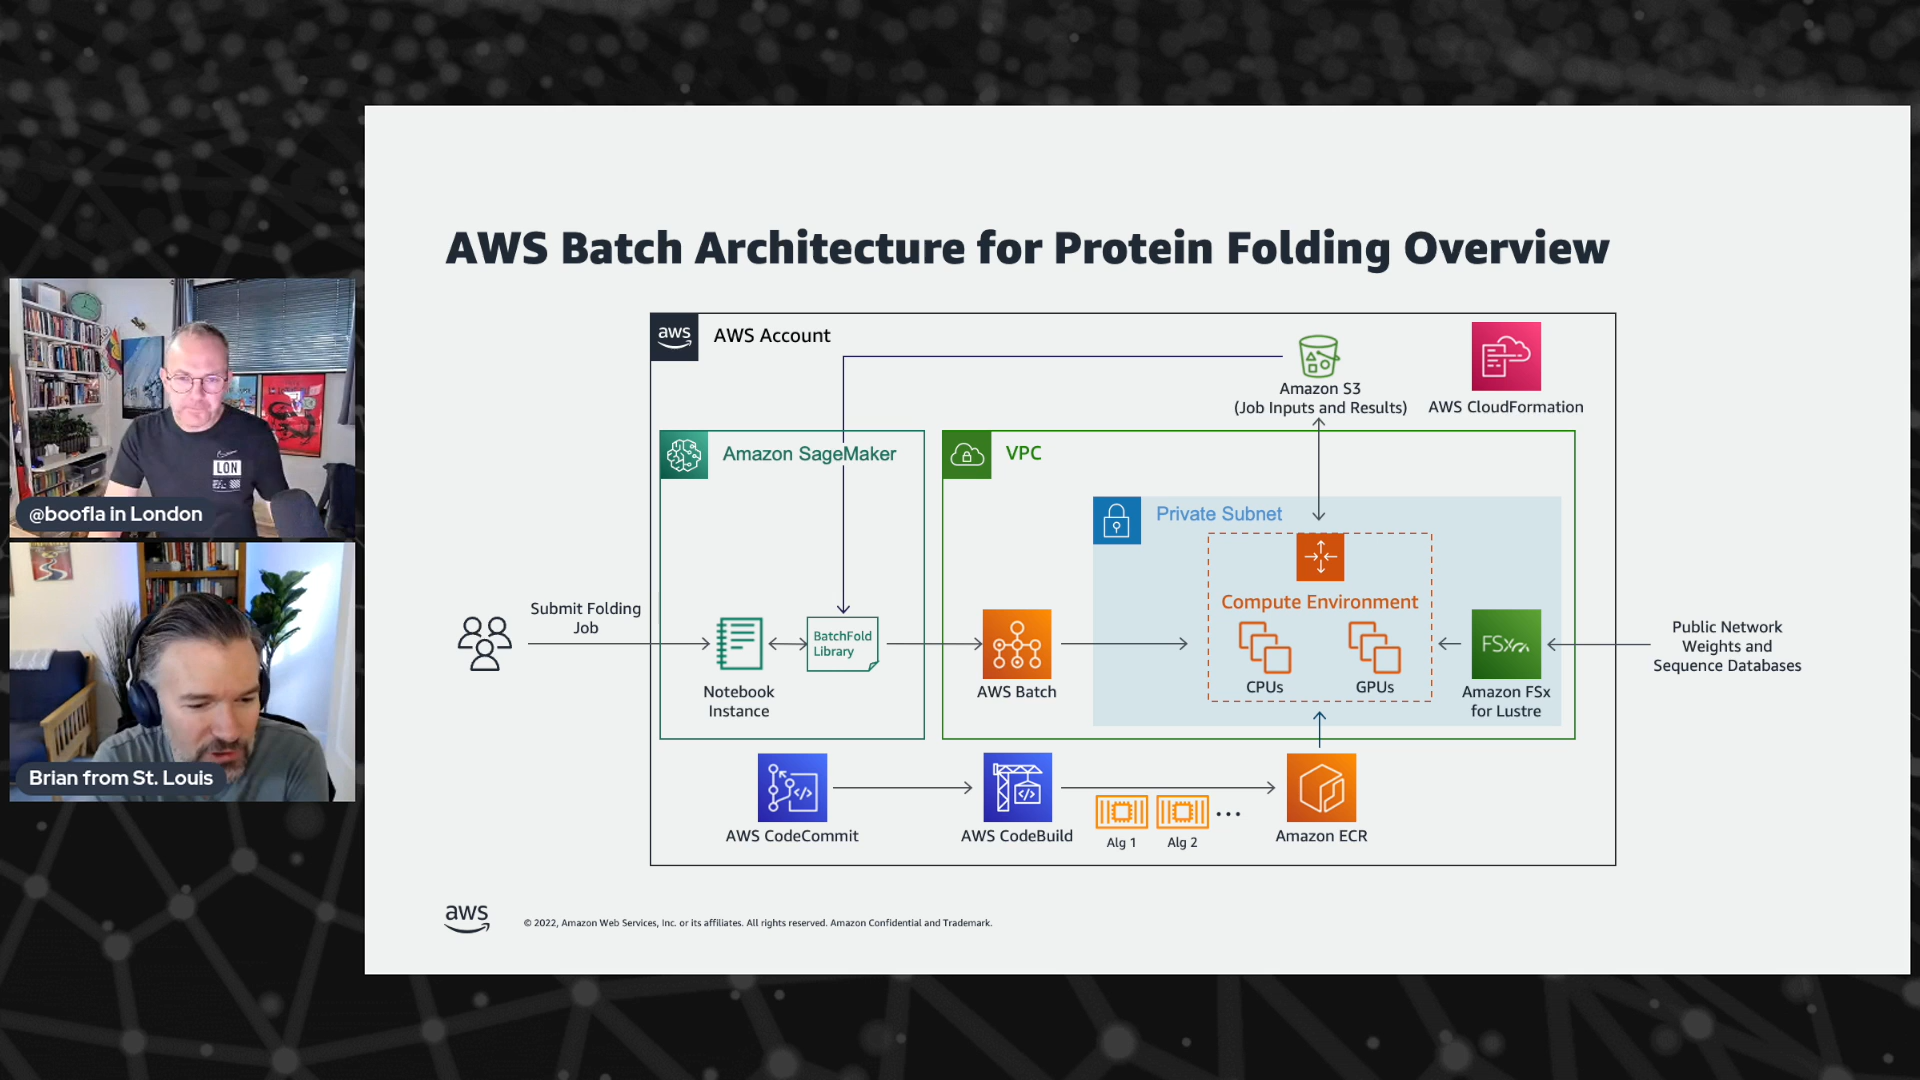 AWS Batch Architecture for Protein Folding Overview
aws
AWS Account
Amazon S3
(Job Inputs and Results)
AWS CloudFormation
Amazon SageMaker
VPC
Private Subnet
Submit Folding
Job
BatchFold
Library
Notebook
Instance
AWS Batch
Compute Environment
CPUs
GPUs
FSx
Amazon FSx
for Lustre
Public Network
Weights and
Sequence Databases
AWS CodeCommit
AWS CodeBuild
Alg 1
Alg 2
...
Amazon ECR
aws
© 2022, Amazon Web Services, Inc. or its affiliates. All rights reserved. Amazon Confidential and Trademark.
LON
@boofla in London
Brian from St. Louis